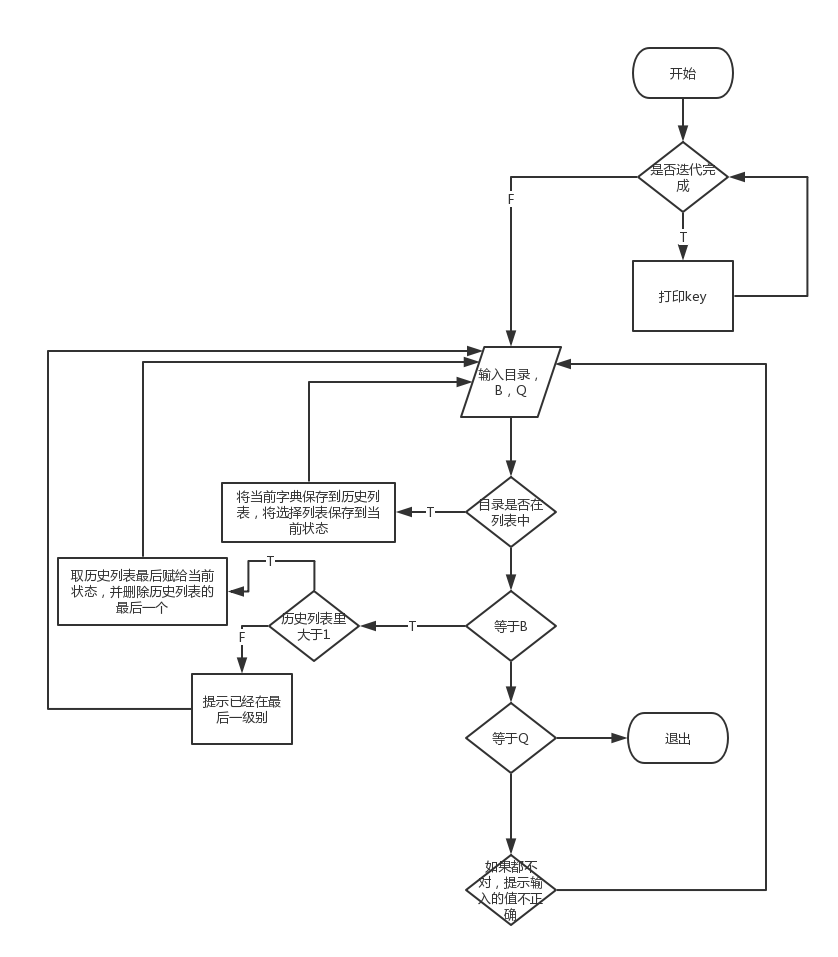 开始
是否迭代完
成
F
T
打印key
输入目录，
B，Q
将当前字典保存到历史列
表，将选择列表保存到当
前状态
T
目录是否在
列表中
取历史列表最后赋给当前
状态，并删除历史列表的
最后一个
T
历史列表里
大于1
T
等于B
F
提示已经在最
后一级别
等于Q
退出
如果都不
对，提示输
入的值不正
确